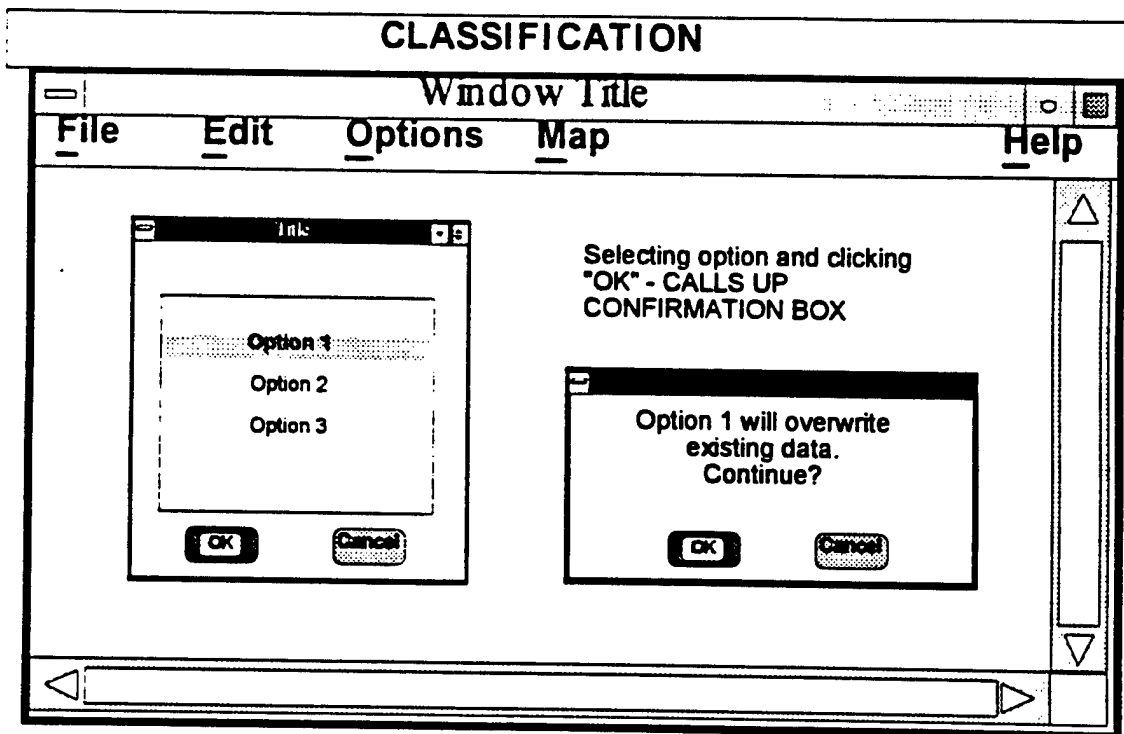 CLASSIFICATION
Window Title
File Edit Options Map Help
Title
Option 1
Option 2
Option 3
OK Cancel
Selecting option and clicking
"OK" - CALLS UP
CONFIRMATION BOX
Option 1 will overwrite
existing data.
Continue?
OK Cancel